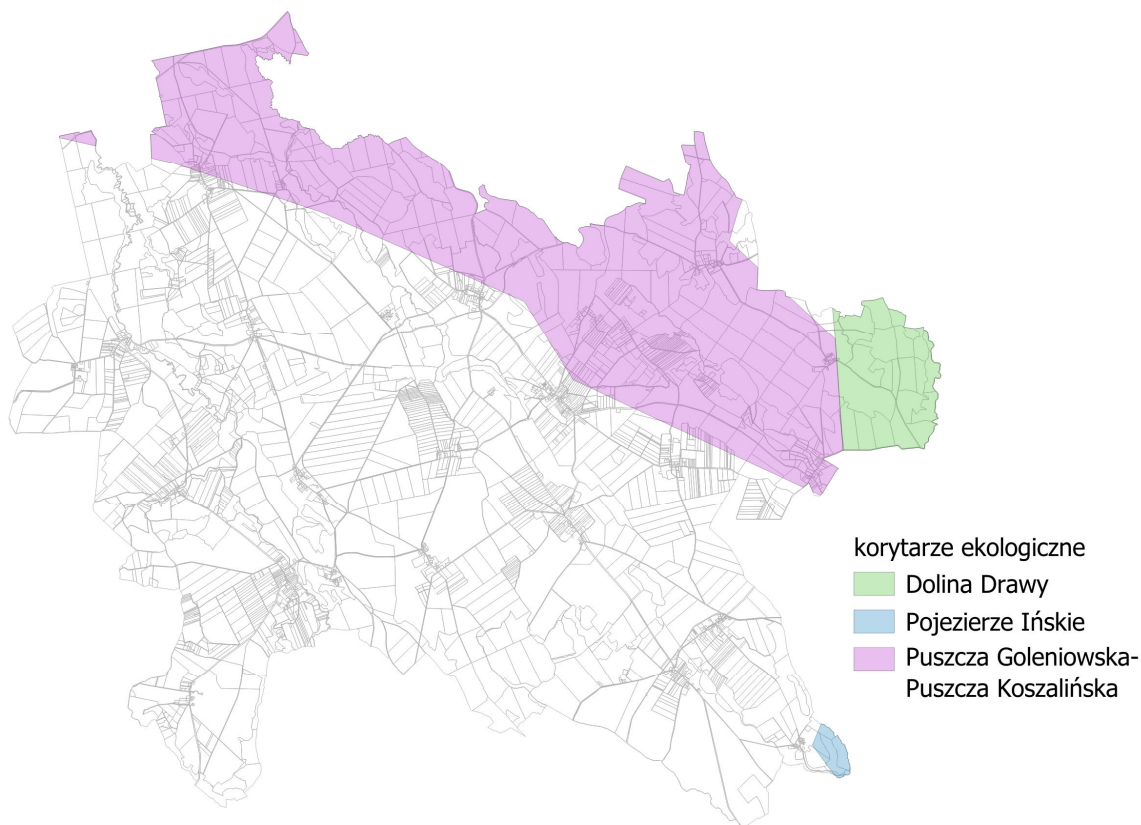 korytarze ekologiczne
Dolina Drawy
Pojezierze Ińskie
Puszcza Goleniowska-
Puszcza Koszalińska